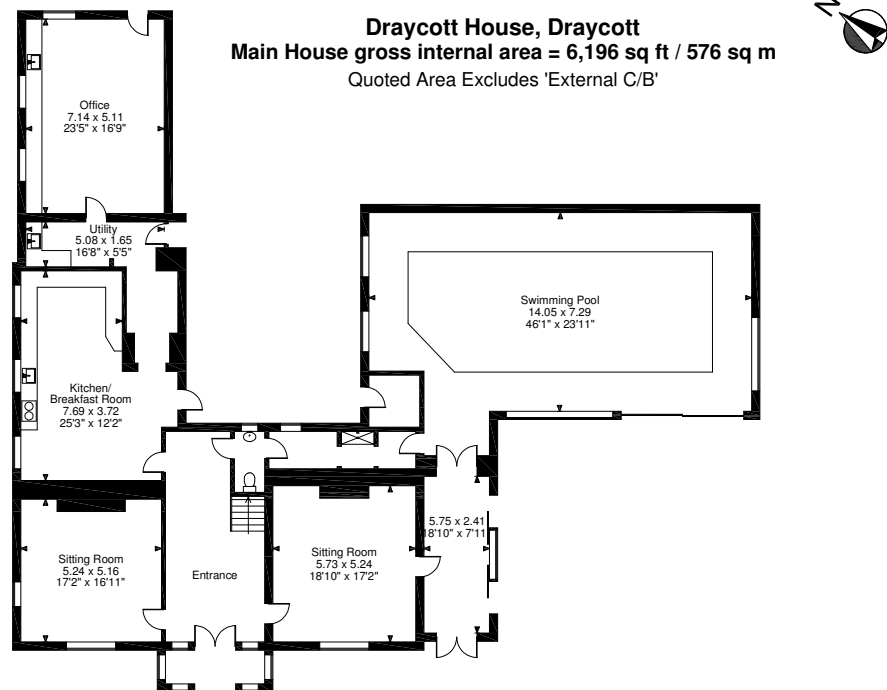 Draycott House, Draycott
Main House gross internal area = 6,196 sq ft / 576 sq m
Quoted Area Excludes 'External C/B'
N
Office
7.14 x 5.11
23'5" x 16'9"
Utility
5.08 x 1.65
16'8" x 5'5"
Swimming Pool
14.05 x 7.29
46'1" x 23'11"
Kitchen/
Breakfast Room
7.69 x 3.72
25'3" x 12'2"
5.75 x 2.41
18'10" x 7'11
Sitting Room
5.24 x 5.16
17'2" x 16'11"
Entrance
Sitting Room
5.73 x 5.24
18'10" x 17'2"